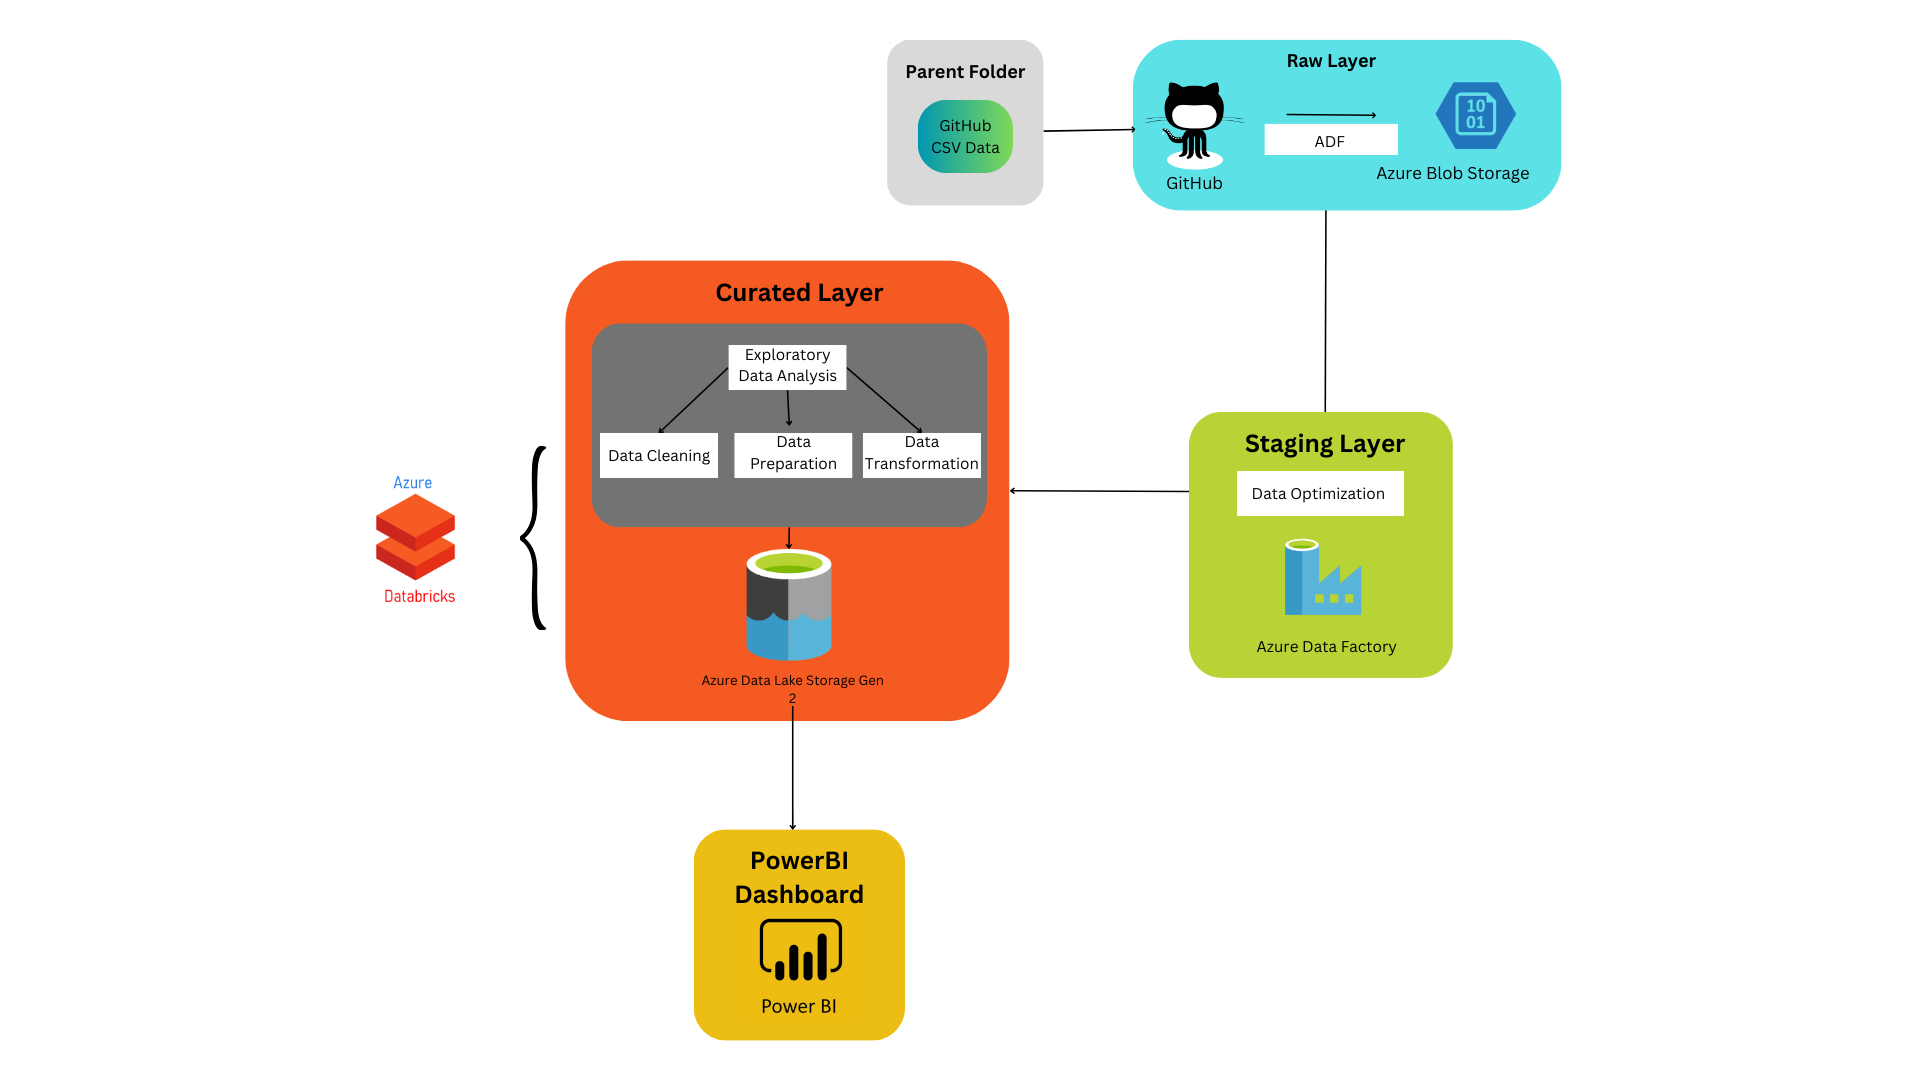 Parent Folder
GitHub
CSV Data
Raw Layer
10
01
ADF
GitHub
Azure Blob Storage
Curated Layer
Exploratory
Data Analysis
Data Cleaning
Data
Preparation
Data
Transformation
Azure Data Lake Storage Gen
2
Azure
Databricks
Staging Layer
Data Optimization
Azure Data Factory
PowerBI
Dashboard
Power BI